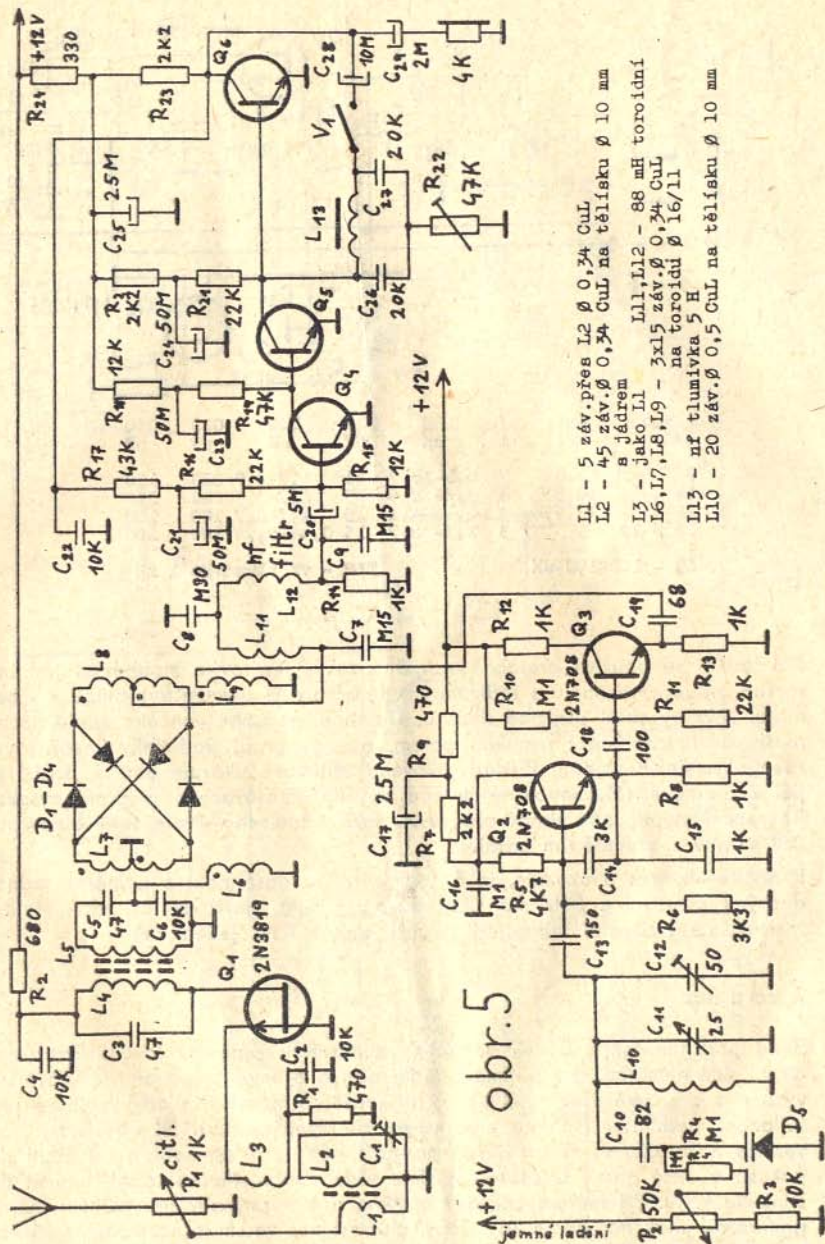 +12V
R24
330
R23
2K2
Q6
C28
10M
C29
2M
4K
V1
C25
25M
L13
C27
20K
R22
47K
C26
20K
2K2
R21
22K
C24
50M
Q5
R18
12K
R19
47K
C23
50M
Q4
R17
43K
R16
22K
R15
12K
C22
10K
C21
50M
C20
5M
C8
M30
hf
filtr
L11
L12
C9
M15
R14
1K
C7
M15
L8
L9
D1-D4
L7
L6
L5
C5
47
C6
10K
R2
680
L4
C3
47
C4
10K
Q1
2N3819
C2
10K
R1
470
L3
citl.
P1 1K
L2
C1
L1
obr.5
+12V
R12
1K
Q3
C19
68
R10
M1
2N708
R13
1K
R11
22K
R9
470
C18
100
C17
25M
R7
2K2
Q2
2N708
R8
1K
C16
M1
R5
4K7
C14
3K
C15
1K
C13
150
R6
3K3
C12
50
C11
25
L10
C10
82
R4
M1
M1
R4
D5
+12V
jemné ladění
P2
50K
R3
10K
L1 - 5 záv.přes L2 Ø 0,34 CuL
L2 - 45 záv.Ø 0,34 CuL na tělísku Ø 10 mm
s jádrem
L3 - jako L1 L11,L12 - 88 mH toroidní
L6,L7,L8,L9 - 3x15 záv.Ø 0,34 CuL
na toroidu Ø 16/11
L13 - nf tlumivka 5 H
L10 - 20 záv.Ø 0,5 CuL na tělísku Ø 10 mm